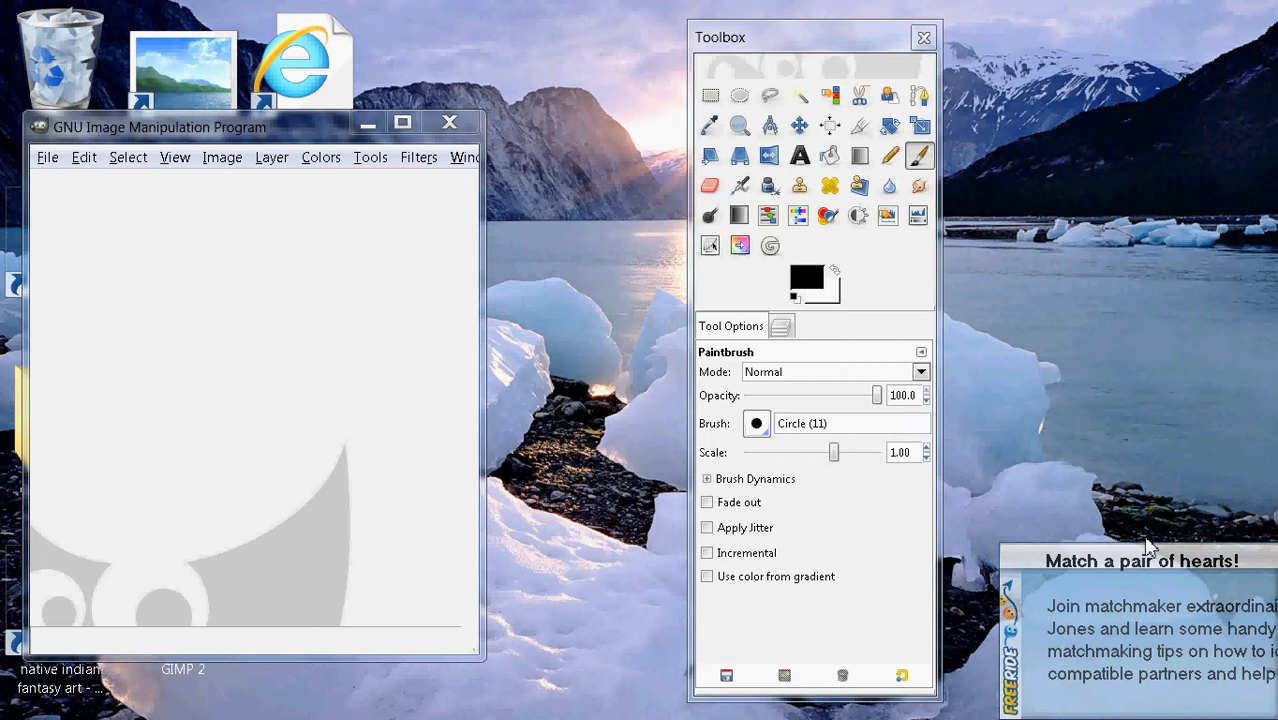 GNU Image Manipulation Program
File Edit Select View Image Layer Colors Tools Filters
native indian
fantasy art - ...
GIMP 2
Toolbox
Tool Options
Paintbrush
Mode: Normal
Opacity: 100.0
Brush: Circle (11)
Scale: 1.00
Brush Dynamics
Fade out
Apply Jitter
Incremental
Use color from gradient
Match a pair of hearts!
Join matchmaker
Jones and learn some handy
matchmaking tips on how to
compatible partners and help
FREERIDE